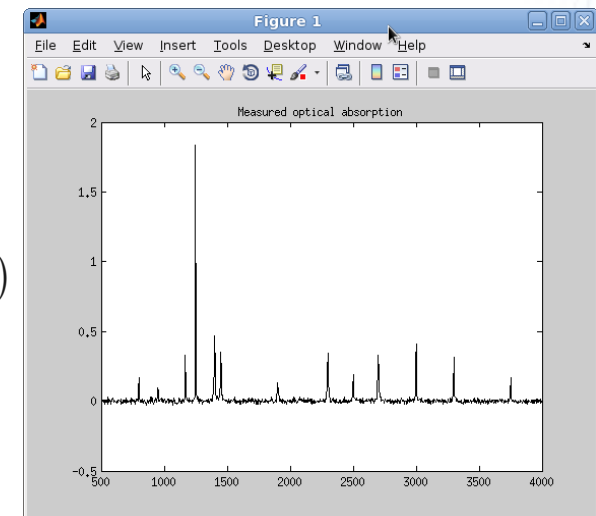 Figure 1
File Edit View Insert Tools Desktop Window Help
Measured optical absorption
2
1.5
1
0.5
0
-0.5
500 1000 1500 2000 2500 3000 3500 4000
)